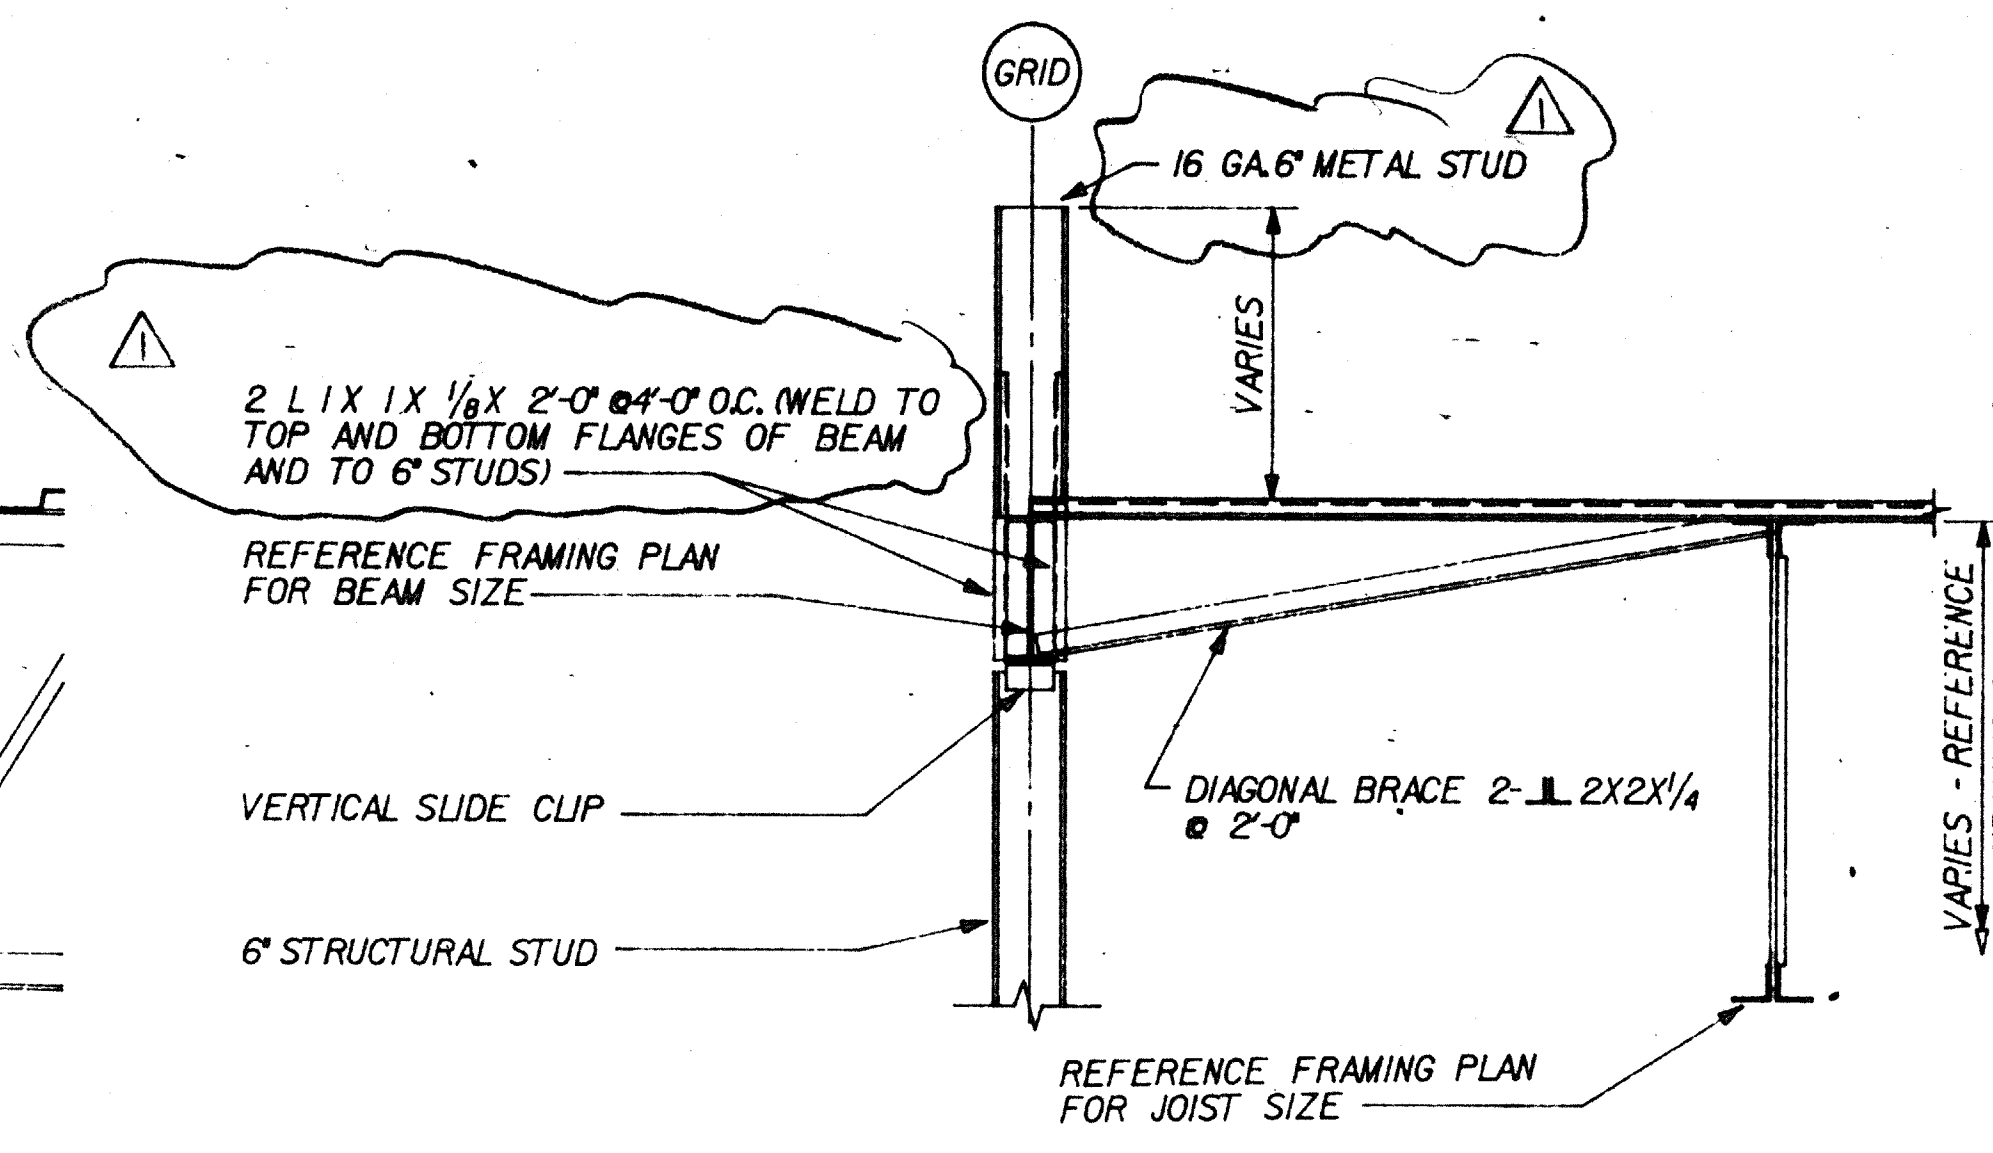 GRID
1
16 GA. 6" METAL STUD
VARIES
1
2 L 1 X 1 X 1/8 X 2'-0" @4'-0" O.C. (WELD TO
TOP AND BOTTOM FLANGES OF BEAM
AND TO 6" STUDS)
REFERENCE FRAMING PLAN
FOR BEAM SIZE
VARIES - REFERENCE
VERTICAL SLIDE CLIP
DIAGONAL BRACE 2-⅃L 2X2X1/4
@ 2'-0"
6" STRUCTURAL STUD
REFERENCE FRAMING PLAN
FOR JOIST SIZE